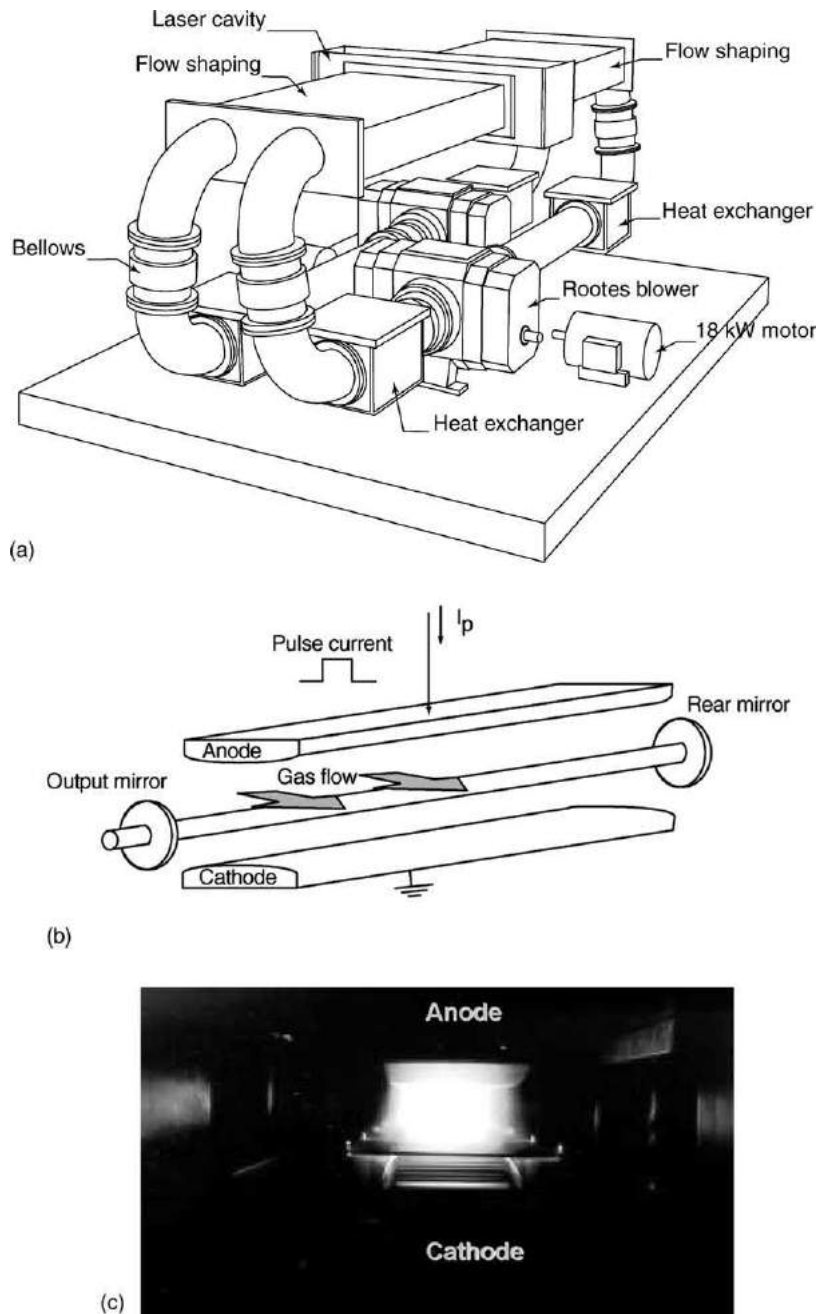 Laser cavity
Flow shaping
Flow shaping
Bellows
Heat exchanger
Rootes blower
18 kW motor
Heat exchanger
(a)
Ip
Pulse current
Rear mirror
Anode
Gas flow
Output mirror
Cathode
(b)
Anode
Cathode
(c)